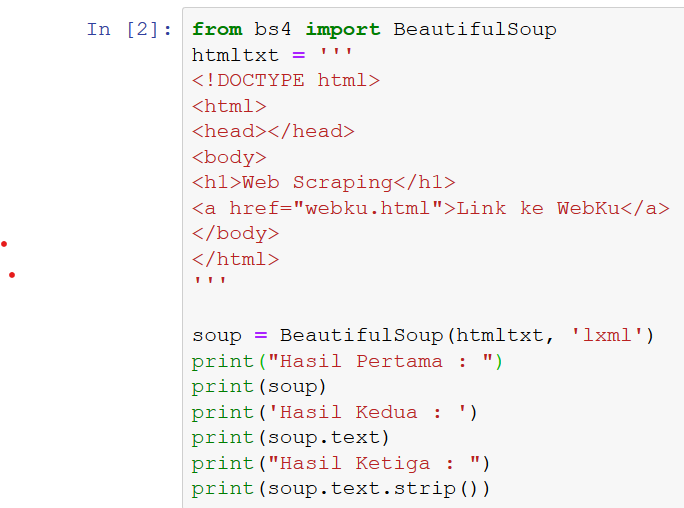 In [2]: from bs4 import BeautifulSoup
htmltxt = '''
<!DOCTYPE html>
<html>
<head></head>
<body>
<h1>Web Scraping</h1>
<a href="webku.html">Link ke WebKu</a>
</body>
</html>
'''
soup = BeautifulSoup(htmltxt, 'lxml')
print("Hasil Pertama : ")
print(soup)
print('Hasil Kedua : ')
print(soup.text)
print("Hasil Ketiga : ")
print(soup.text.strip())